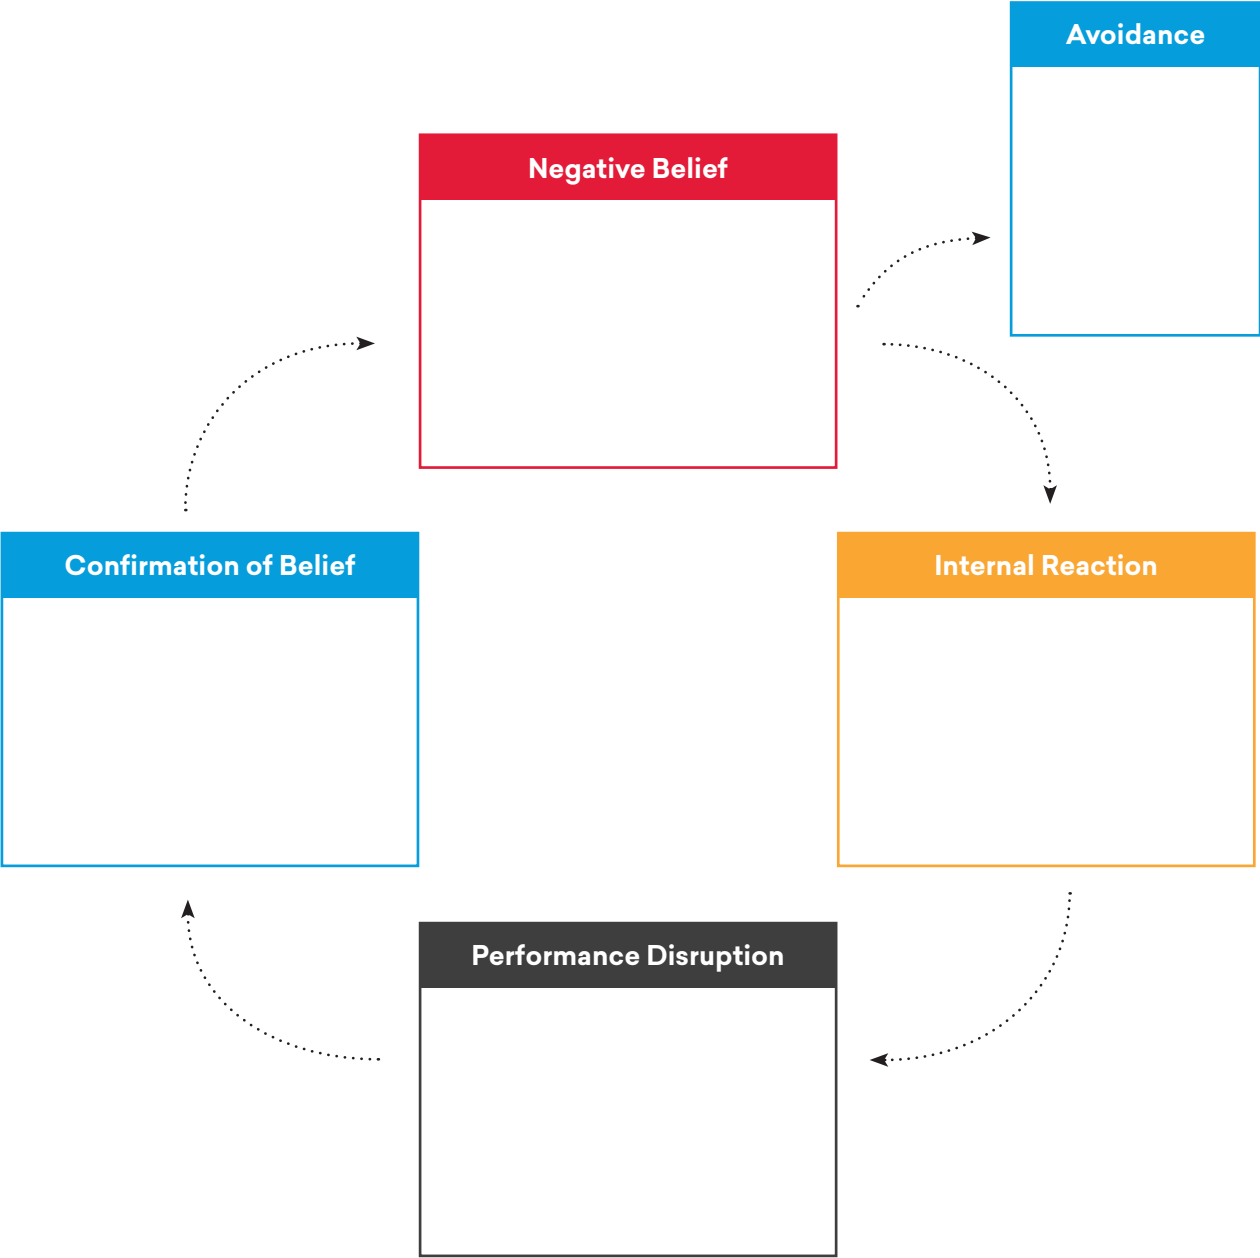 Avoidance
Negative Belief
Confirmation of Belief
Internal Reaction
Performance Disruption